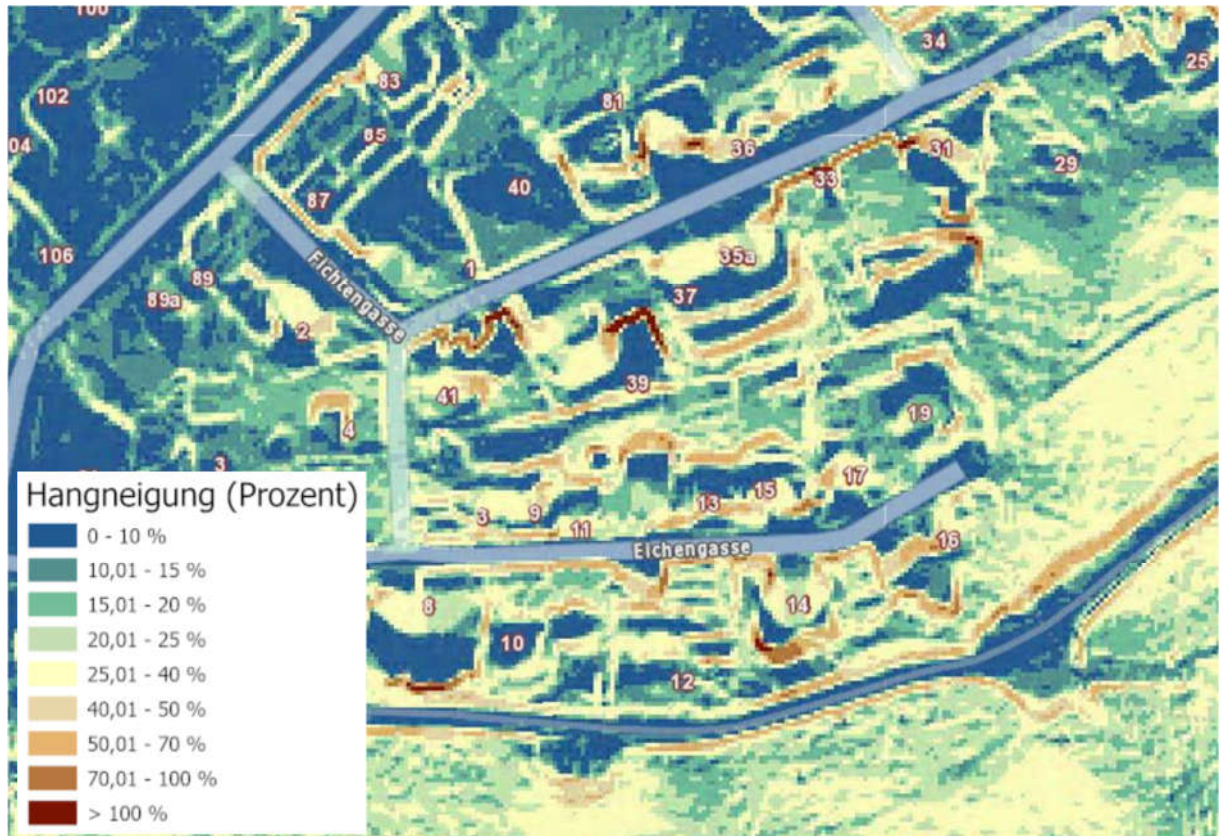 100
102
04
106
83
85
87
81
40
36
34
25
31
29
33
35a
37
1
89
89a
2
Fichtengasse
39
41
4
3
19
17
15
13
3
9
11
Eichengasse
16
8
14
10
12
Hangneigung (Prozent)
0 - 10 %
10,01 - 15 %
15,01 - 20 %
20,01 - 25 %
25,01 - 40 %
40,01 - 50 %
50,01 - 70 %
70,01 - 100 %
> 100 %